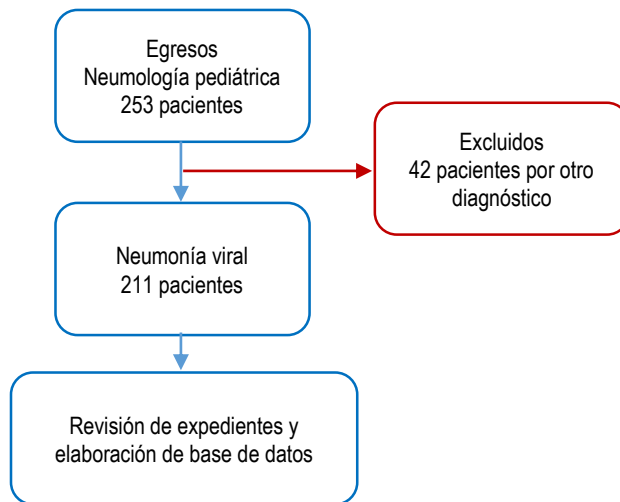 Egresos
Neumología pediátrica
253 pacientes
Excluidos
42 pacientes por otro
diagnóstico
Neumonía viral
211 pacientes
Revisión de expedientes y
elaboración de base de datos